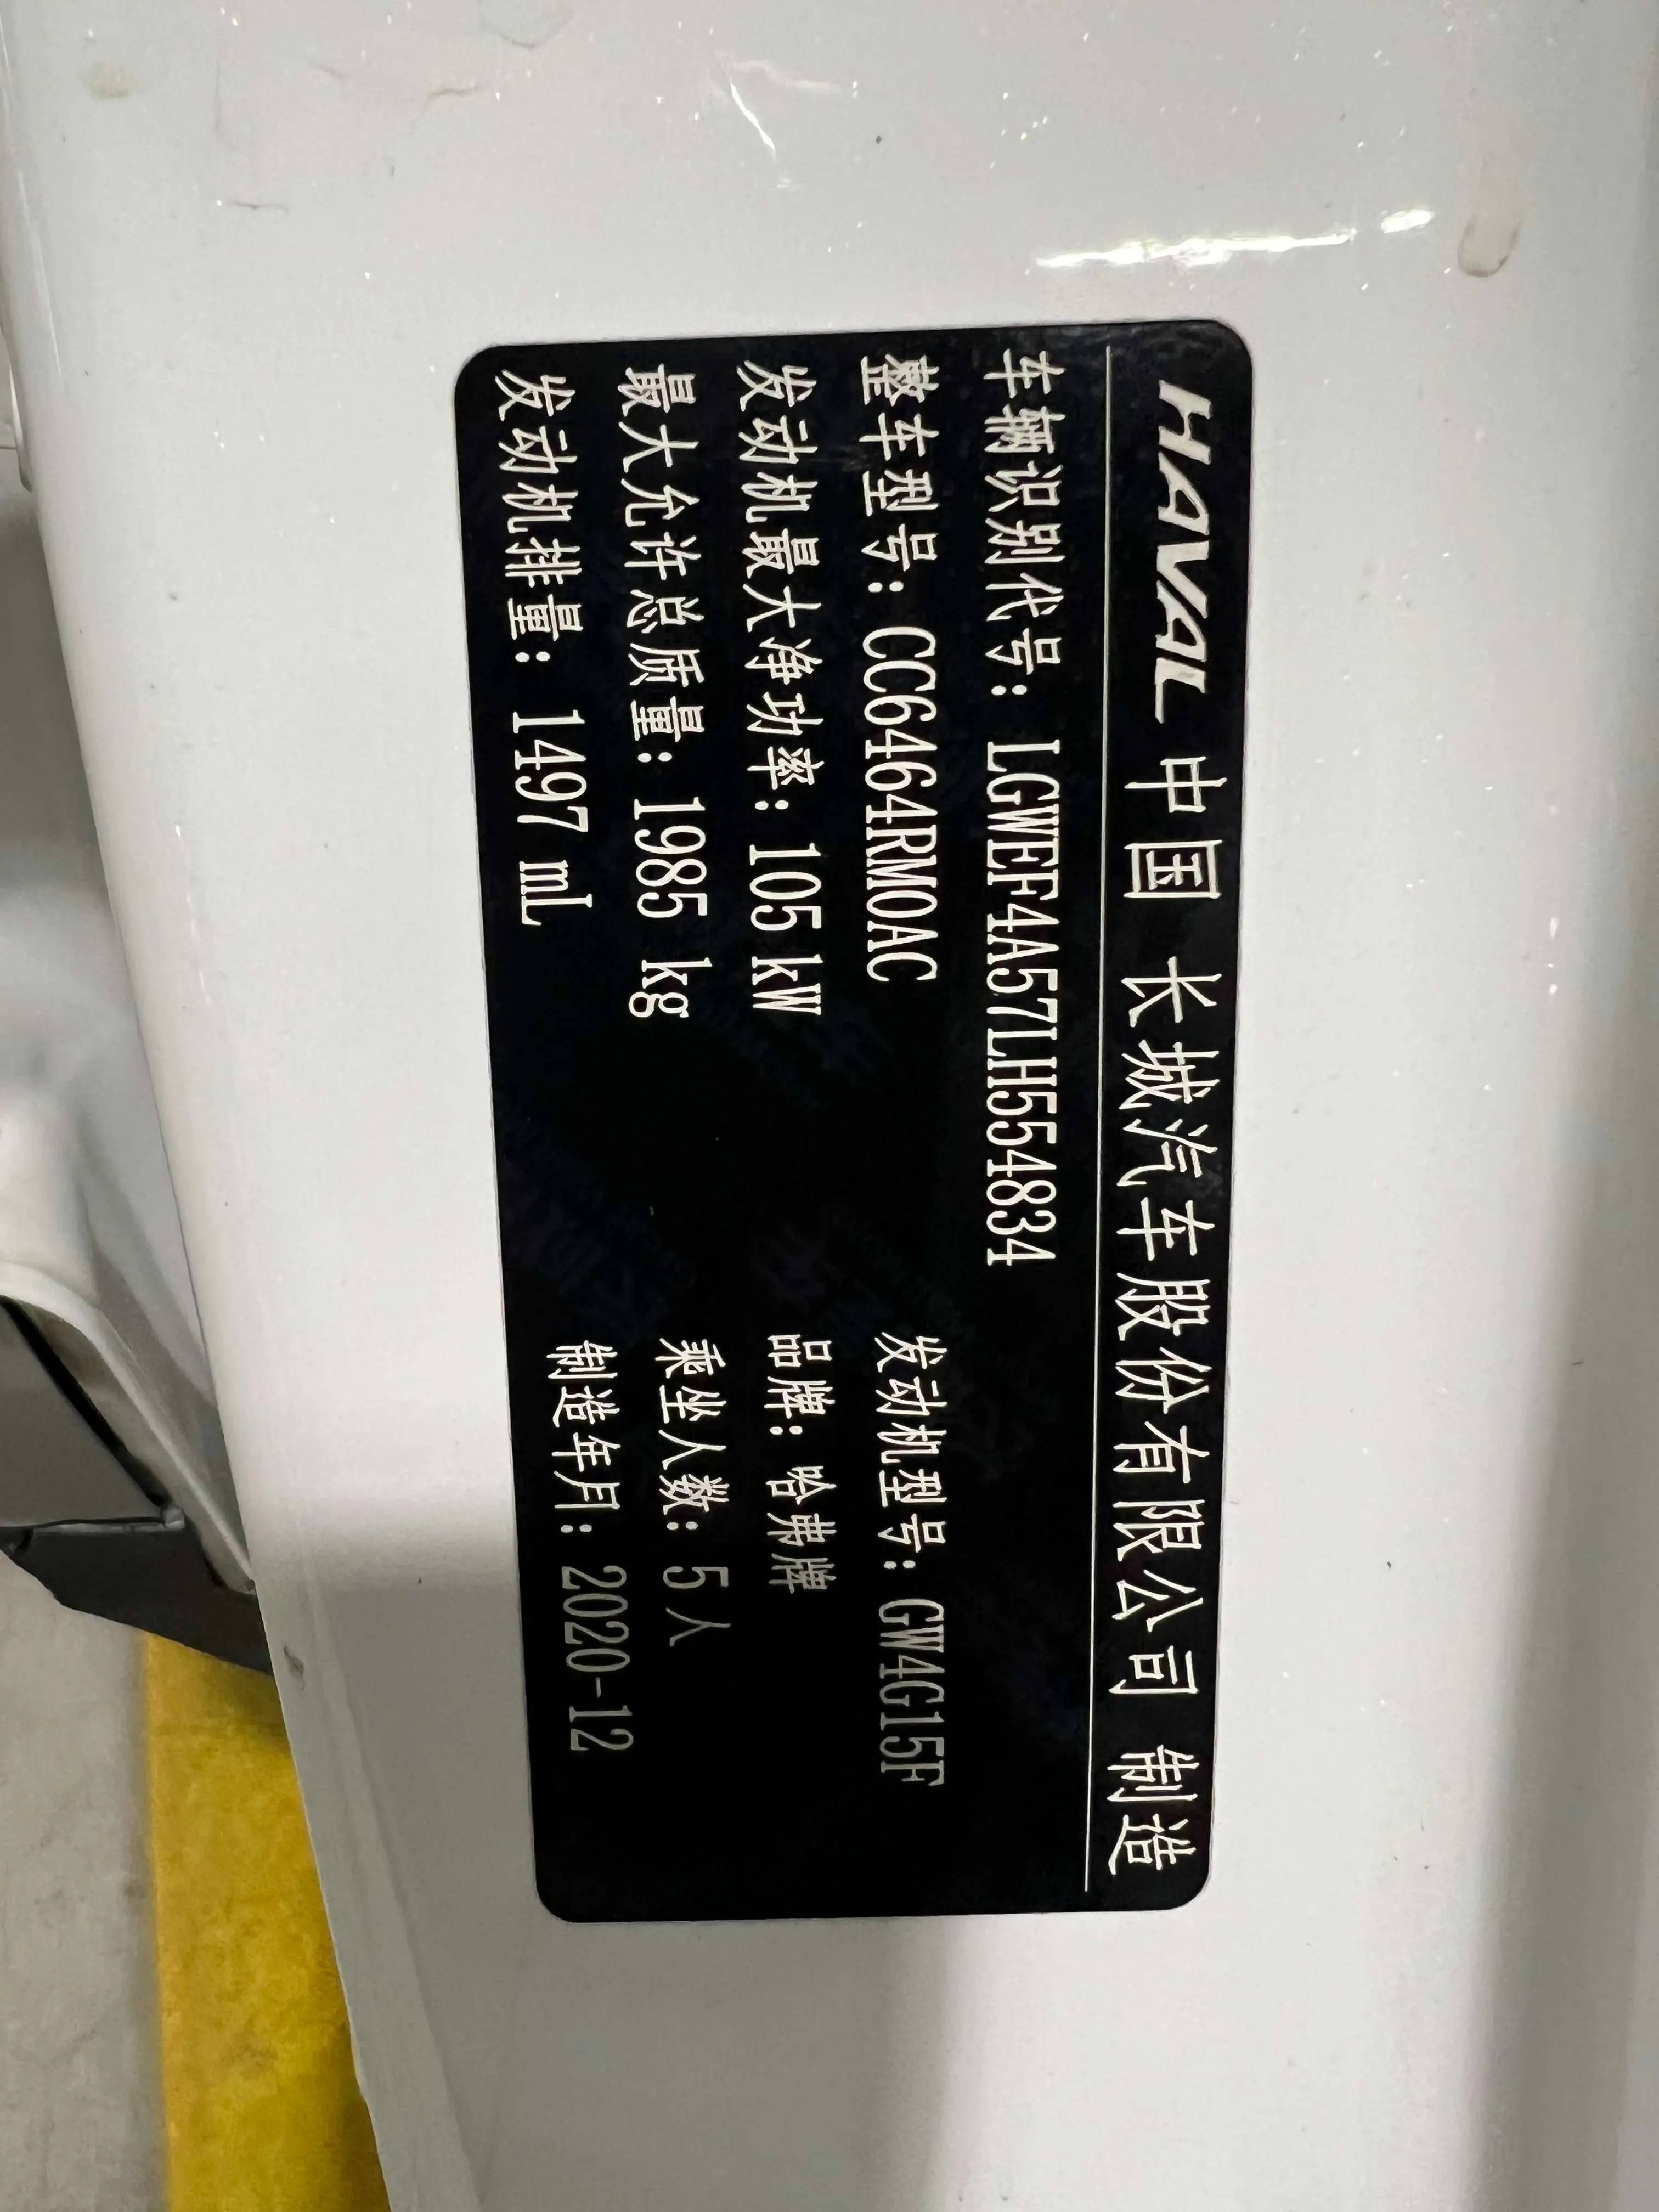 HAVAL 中国 长城汽车股份有限公司 制造
车辆识别代号: LGWEF4A57LH554834
整车型号: CC6464RM0AC 发动机型号: GW4G15F
发动机最大净功率: 105 kW 品牌: 哈弗牌
最大允许总质量: 1985 kg 乘坐人数: 5 人
发动机排量: 1497 mL 制造年月: 2020-12